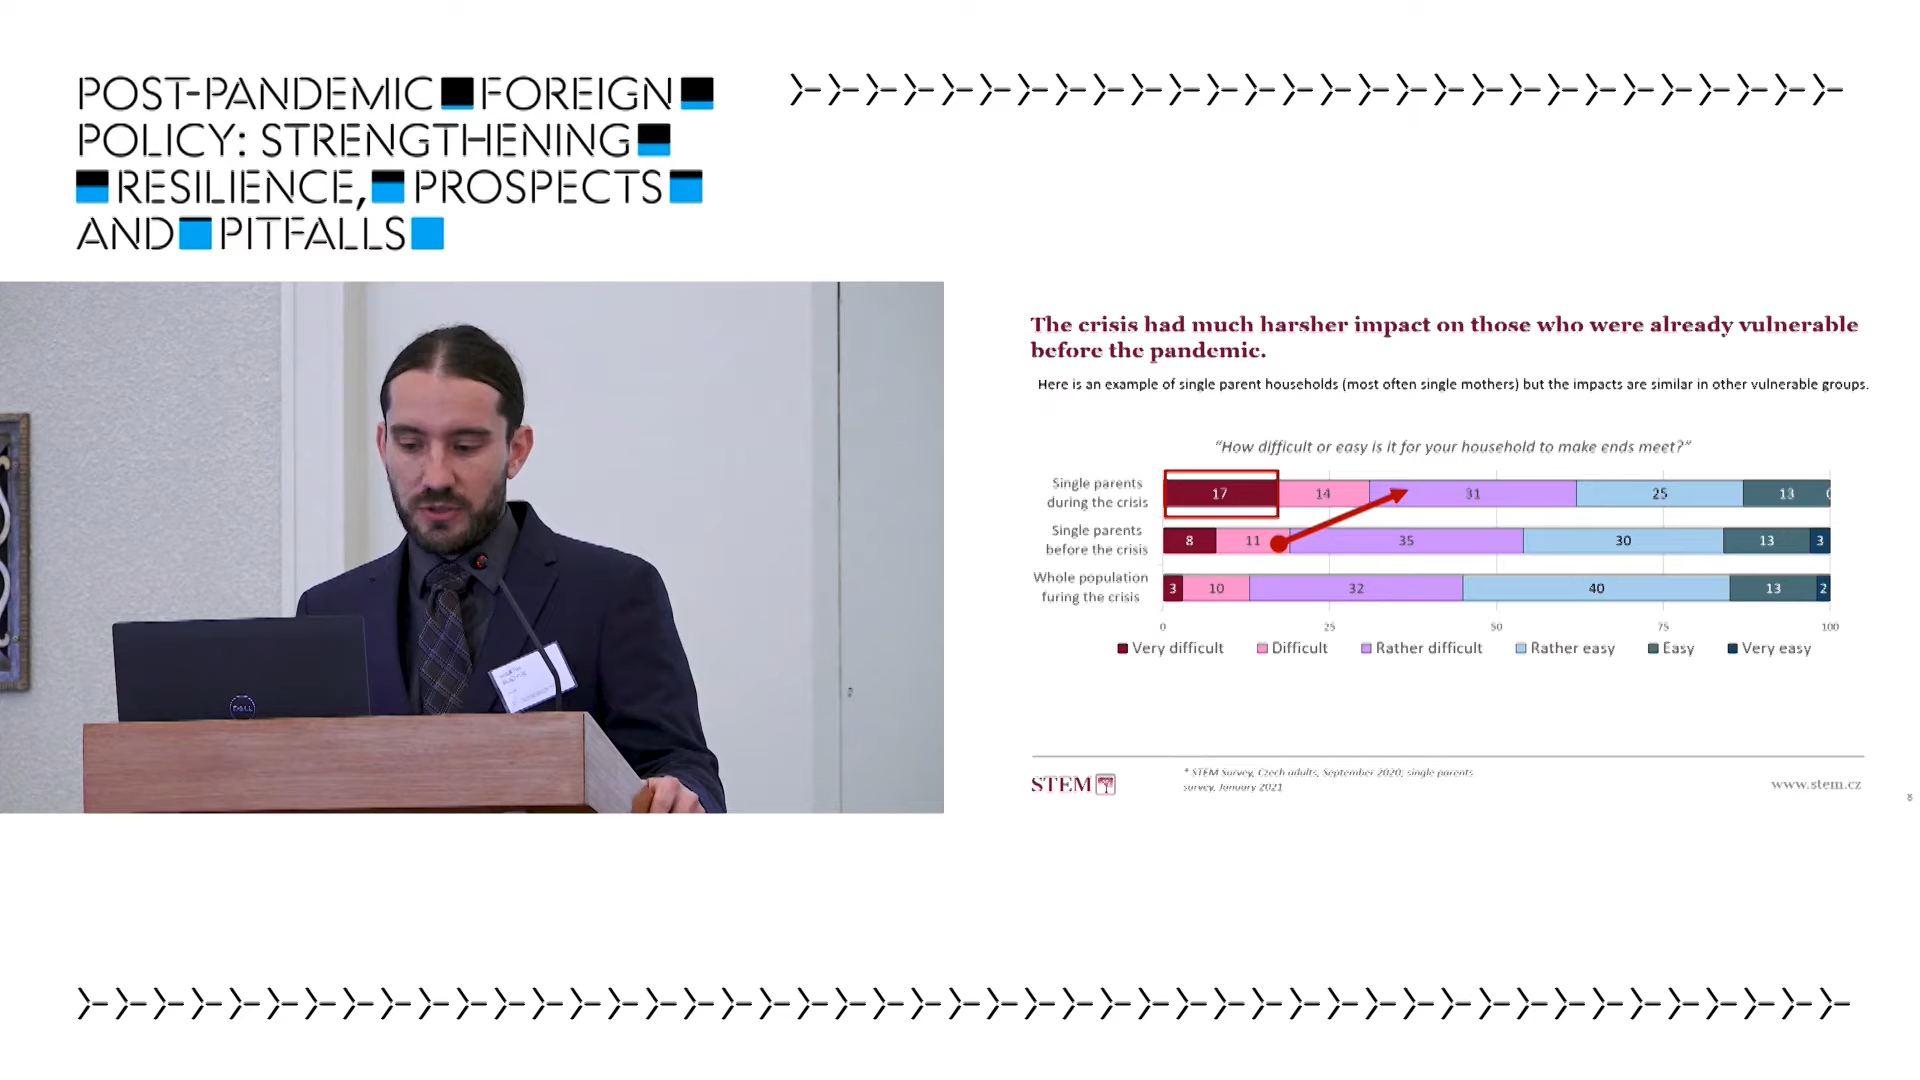 POST-PANDEMIC FOREIGN
POLICY: STRENGTHENING
RESILIENCE, PROSPECTS
AND PITFALLS
The crisis had much harsher impact on those who were already vulnerable
before the pandemic.
Here is an example of single parent households (most often single mothers) but the impacts are similar in other vulnerable groups.
"How difficult or easy is it for your household to make ends meet?"
Single parents
during the crisis
17 14 31 25 13 0
Single parents
before the crisis
8 11 35 30 13 3
Whole population
furing the crisis
3 10 32 40 13 2
0 25 50 75 100
Very difficult Difficult Rather difficult Rather easy Easy Very easy
STEM
* STEM Survey, Czech adults, September 2020; single parents
survey, January 2021
www.stem.cz
8
DELL